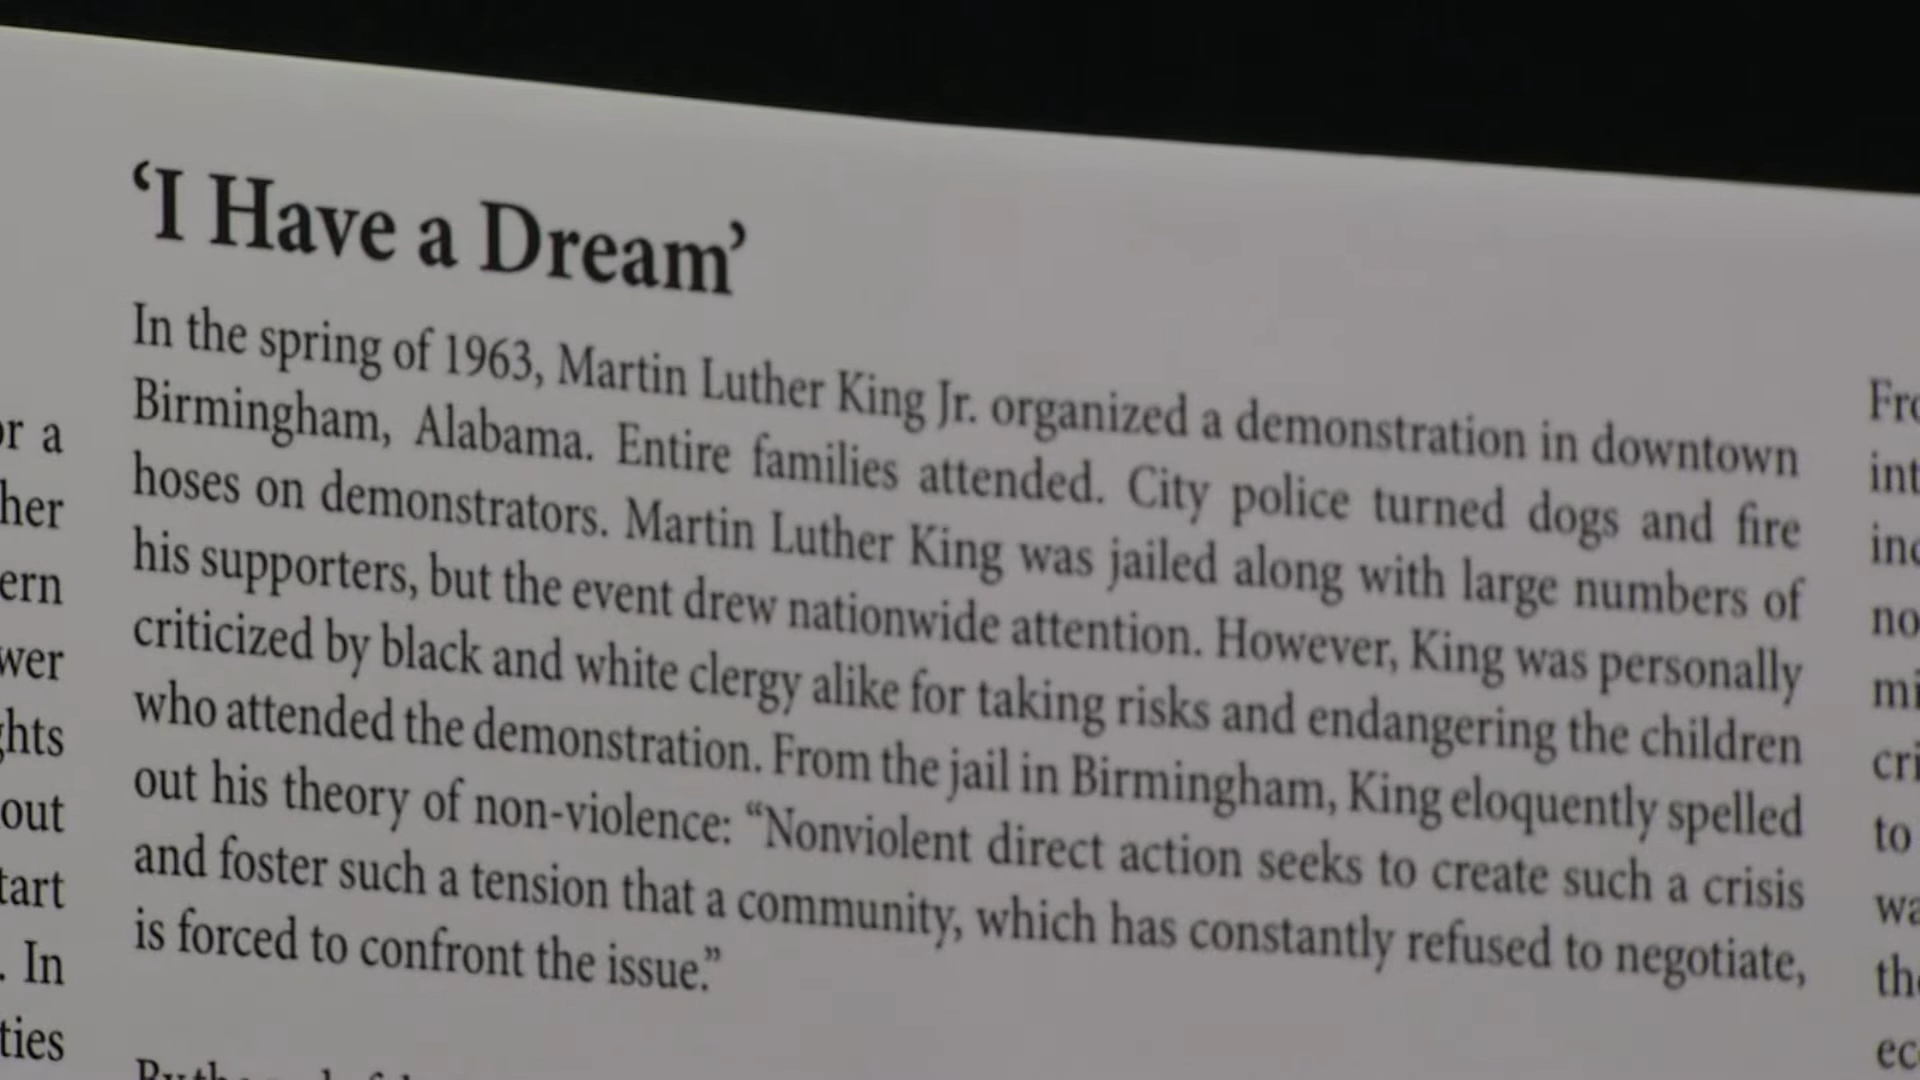 ‘I Have a Dream’
In the spring of 1963, Martin Luther King Jr. organized a demonstration in downtown
Birmingham, Alabama. Entire families attended. City police turned dogs and fire
hoses on demonstrators. Martin Luther King was jailed along with large numbers of
his supporters, but the event drew nationwide attention. However, King was personally
criticized by black and white clergy alike for taking risks and endangering the children
who attended the demonstration. From the jail in Birmingham, King eloquently spelled
out his theory of non-violence: “Nonviolent direct action seeks to create such a crisis
and foster such a tension that a community, which has constantly refused to negotiate,
is forced to confront the issue.”